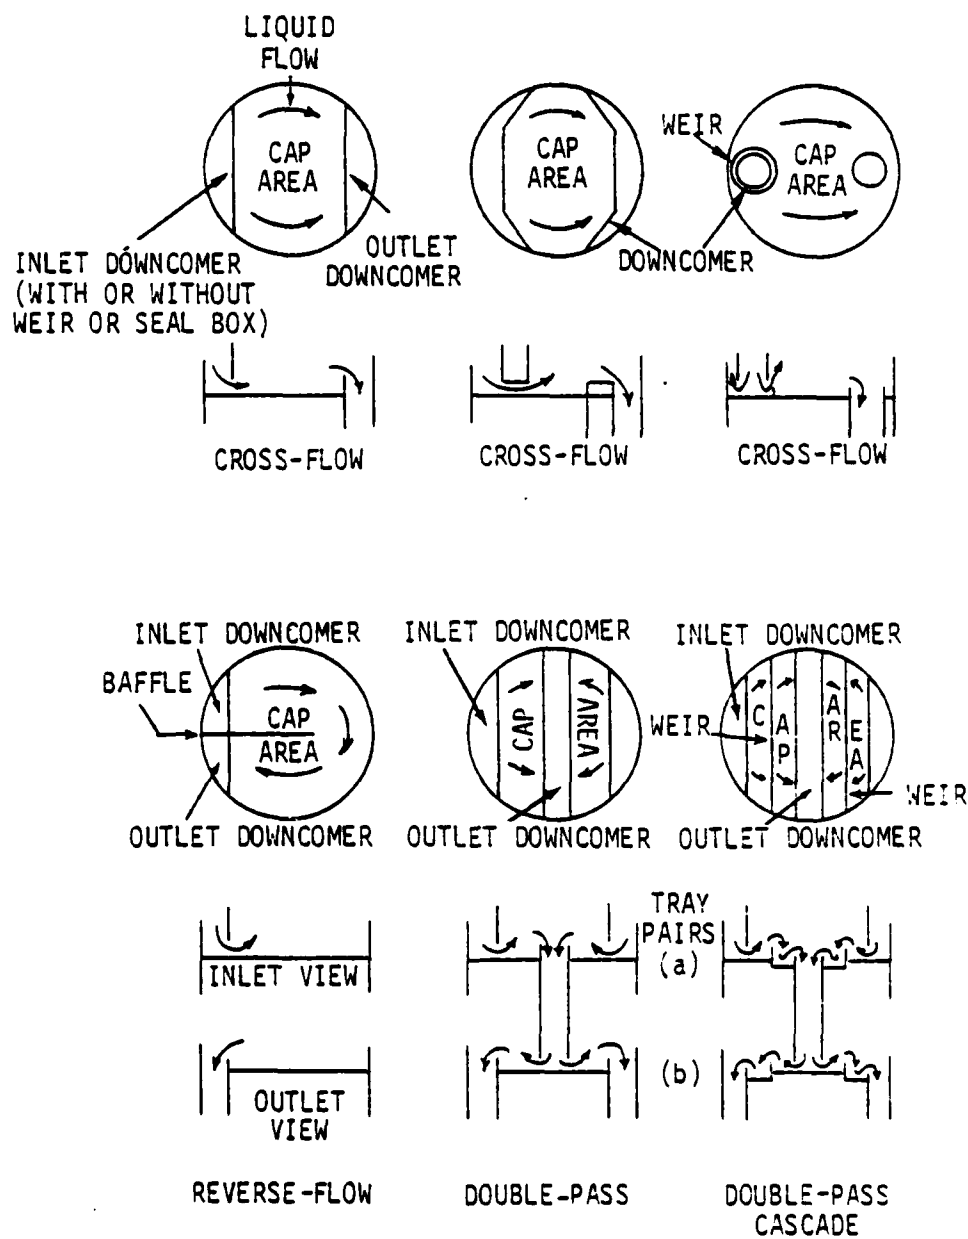 LIQUID
FLOW
CAP
AREA
INLET DOWNCOMER
(WITH OR WITHOUT
WEIR OR SEAL BOX)
OUTLET
DOWNCOMER
CROSS-FLOW
CAP
AREA
DOWNCOMER
CROSS-FLOW
WEIR
CAP
AREA
CROSS-FLOW
INLET DOWNCOMER
BAFFLE
CAP
AREA
OUTLET DOWNCOMER
INLET VIEW
OUTLET
VIEW
REVERSE-FLOW
INLET DOWNCOMER
CAP
AREA
OUTLET DOWNCOMER
DOUBLE-PASS
TRAY
PAIRS
(a)
(b)
INLET DOWNCOMER
WEIR
CAP
AREA
WEIR
OUTLET DOWNCOMER
DOUBLE-PASS
CASCADE